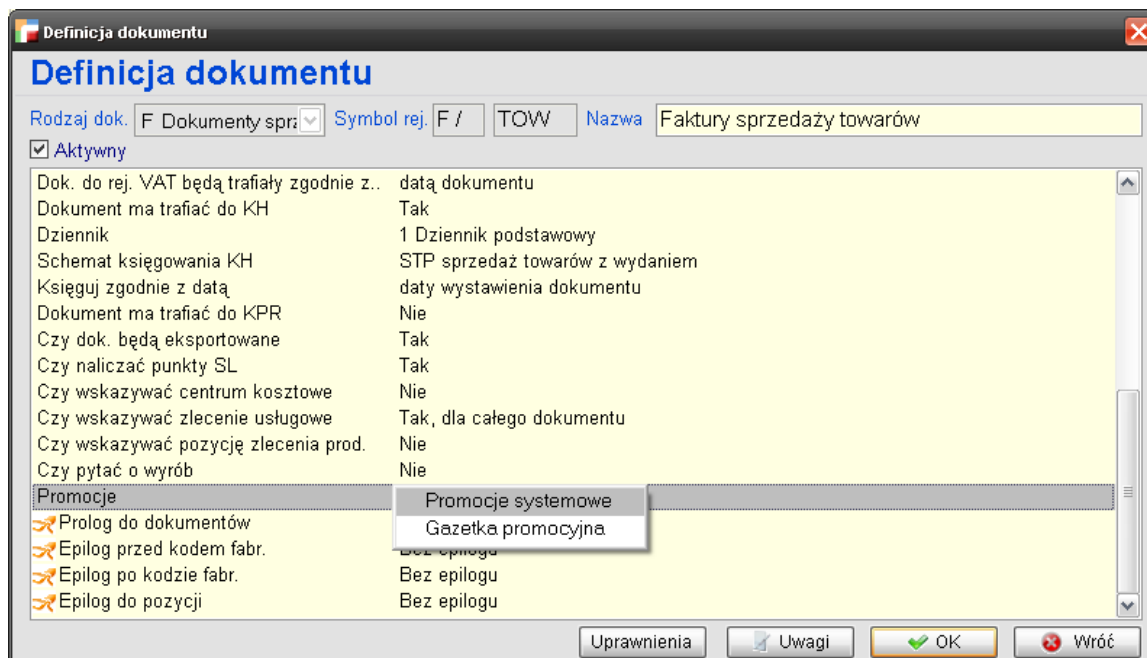 Definicja dokumentu
Definicja dokumentu
Rodzaj dok. F Dokumenty sprz Symbol rej. F / TOW Nazwa Faktury sprzedaży towarów
Aktywny
Dok. do rej. VAT będą trafiały zgodnie z.. datą dokumentu
Dokument ma trafiać do KH Tak
Dziennik 1 Dziennik podstawowy
Schemat księgowania KH STP sprzedaż towarów z wydaniem
Księguj zgodnie z datą daty wystawienia dokumentu
Dokument ma trafiać do KPR Nie
Czy dok. będą eksportowane Tak
Czy naliczać punkty SL Tak
Czy wskazywać centrum kosztowe Nie
Czy wskazywać zlecenie usługowe Tak, dla całego dokumentu
Czy wskazywać pozycję zlecenia prod. Nie
Czy pytać o wyrób Nie
Promocje Promocje systemowe
Prolog do dokumentów Gazetka promocyjna
Epilog przed kodem fabr. Bez epilogu
Epilog po kodzie fabr. Bez epilogu
Epilog do pozycji Bez epilogu
Uprawnienia Uwagi OK Wróć